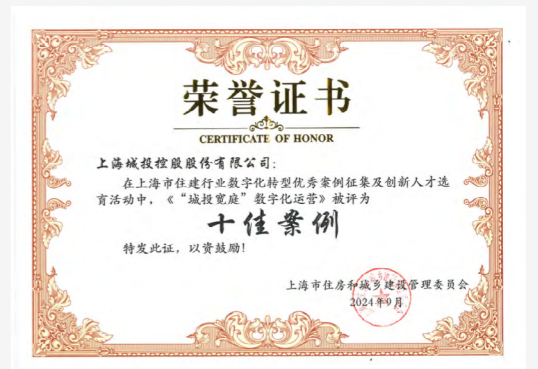 荣誉证书
CERTIFICATE OF HONOR
上海城投控股股份有限公司：
在上海市住建行业数字化转型优秀案例征集及创新人才选
育活动中，《“城投宽庭”数字化运营》被评为
十佳案例
特发此证，以资鼓励！
上海市住房和城乡建设管理委员会
2024年9月